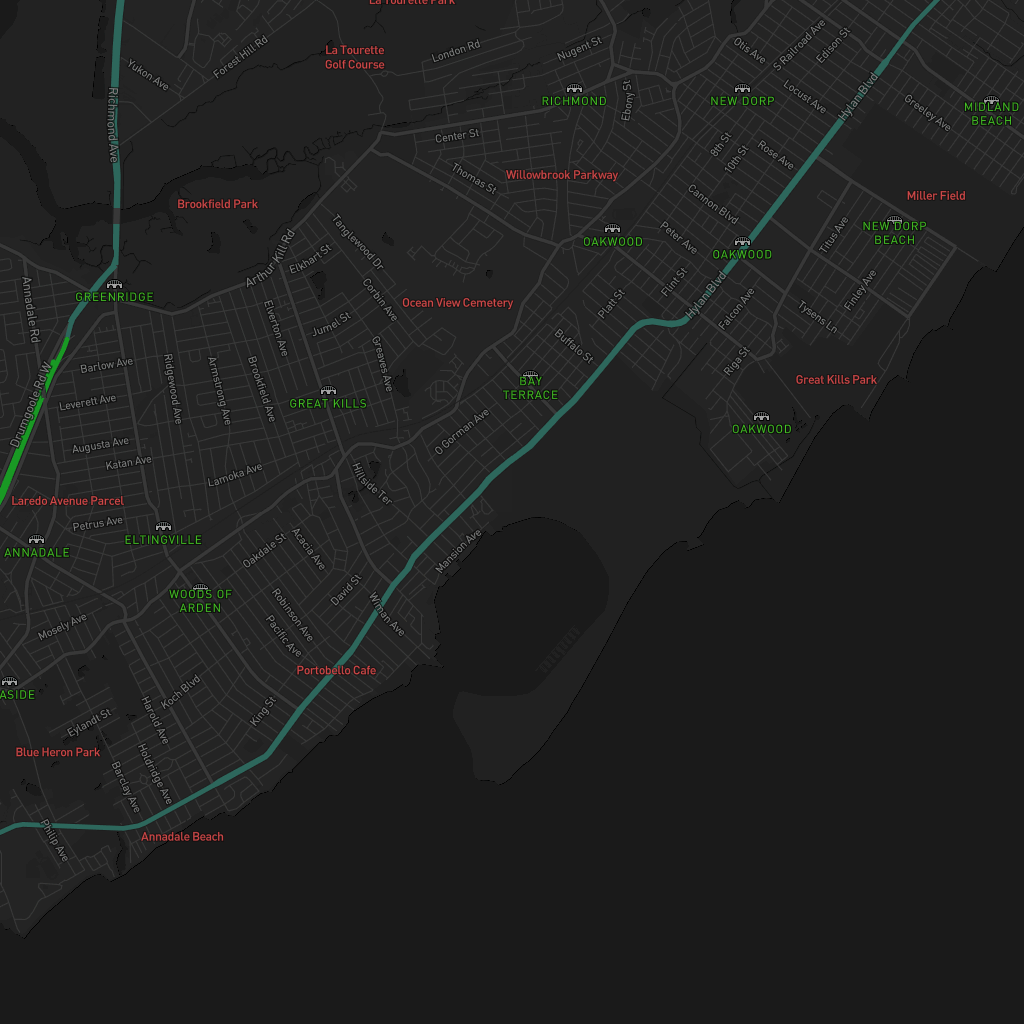 La Tourette Park
La Tourette
Golf Course
London Rd
Nugent St
Otis Ave
S Railroad Ave
Edison St
Forest Hill Rd
Yukon Ave
Richmond Ave
RICHMOND
Ebony St
NEW DORP
Locust Ave
Hylan Blvd
Greeley Ave
MIDLAND
BEACH
Center St
8th St
10th St
Rose Ave
Thomas St
Willowbrook Parkway
Brookfield Park
Cannon Blvd
Miller Field
Tanglewood Dr
Arthur Kill Rd
Elkhart St
OAKWOOD
Peter Ave
OAKWOOD
Titus Ave
NEW DORP
BEACH
Annadale Rd
GREENRIDGE
Corbin Ave
Ocean View Cemetery
Platt St
Flint St
Hylan Blvd
Falcon Ave
Finley Ave
Tysens Ln
Elverton Ave
Jumel St
Greaves Ave
Buffalo St
Riga St
Great Kills Park
Barlow Ave
Ridgewood Ave
Armstrong Ave
Brookfield Ave
Drumgoole Rd W
Leverett Ave
GREAT KILLS
BAY
TERRACE
O Gorman Ave
OAKWOOD
Augusta Ave
Katan Ave
Lamoka Ave
Hillside Ter
Laredo Avenue Parcel
Petrus Ave
ANNADALE
ELTINGVILLE
Oakdale St
Acacia Ave
Mansion Ave
WOODS OF
ARDEN
David St
Wiman Ave
Robinson Ave
Pacific Ave
Mosely Ave
Portobello Cafe
ASIDE
Koch Blvd
Harold Ave
King St
Eylandt St
Blue Heron Park
Holdridge Ave
Barclay Ave
Philip Ave
Annadale Beach